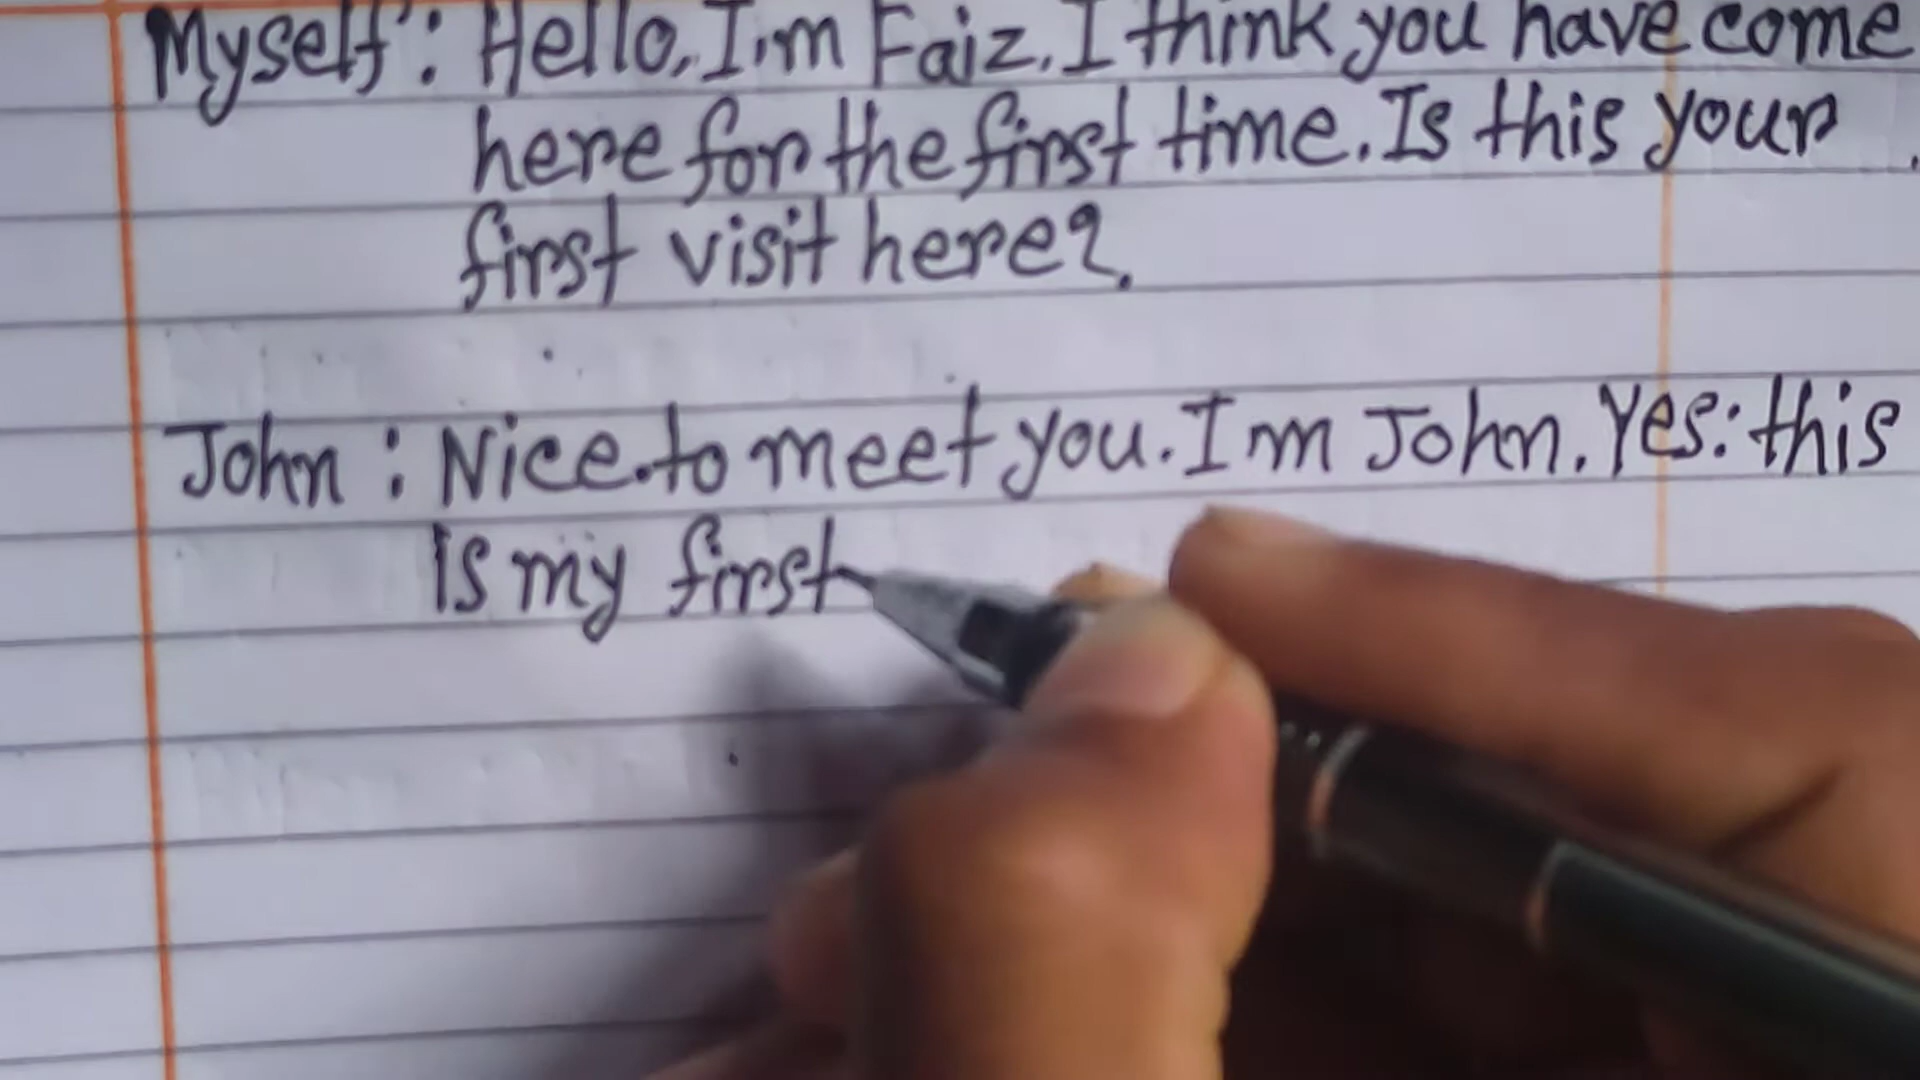 Myself: Hello, I'm Faiz. I think you have come
here for the first time. Is this your
first visit here?
John : Nice to meet you. I m John. Yes: this
is my first